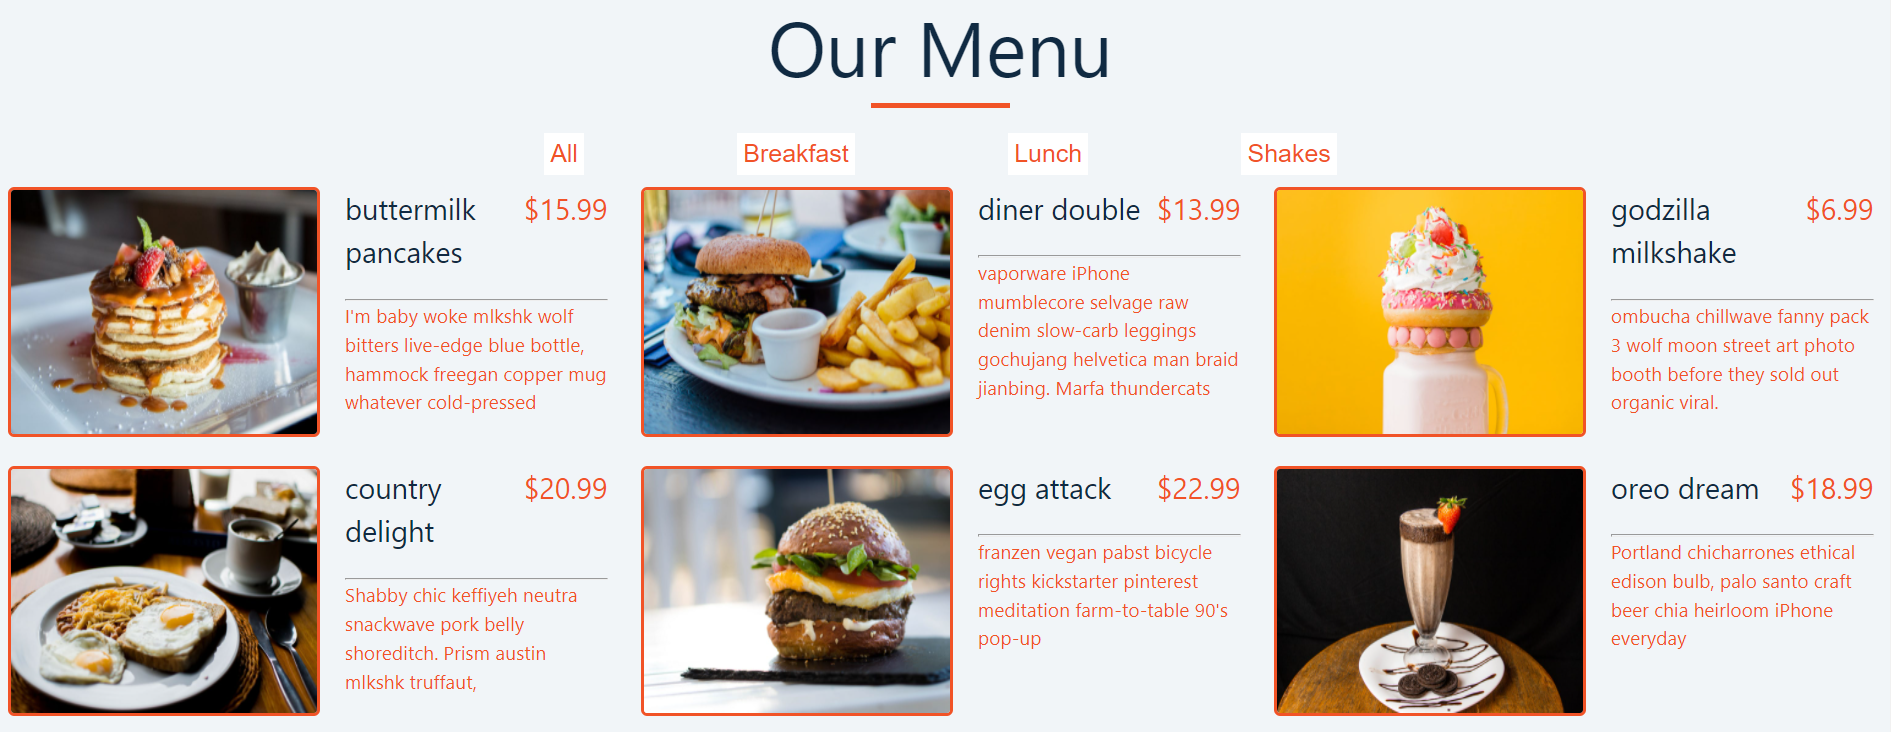 Our Menu
All
Breakfast
Lunch
Shakes
buttermilk $15.99
pancakes
I'm baby woke mlkshk wolf
bitters live-edge blue bottle,
hammock freegan copper mug
whatever cold-pressed
diner double $13.99
vaporware iPhone
mumblecore selvage raw
denim slow-carb leggings
gochujang helvetica man braid
jianbing. Marfa thundercats
godzilla $6.99
milkshake
ombucha chillwave fanny pack
3 wolf moon street art photo
booth before they sold out
organic viral.
country $20.99
delight
Shabby chic keffiyeh neutra
snackwave pork belly
shoreditch. Prism austin
mlkshk truffaut,
egg attack $22.99
franzen vegan pabst bicycle
rights kickstarter pinterest
meditation farm-to-table 90's
pop-up
oreo dream $18.99
Portland chicharrones ethical
edison bulb, palo santo craft
beer chia heirloom iPhone
everyday